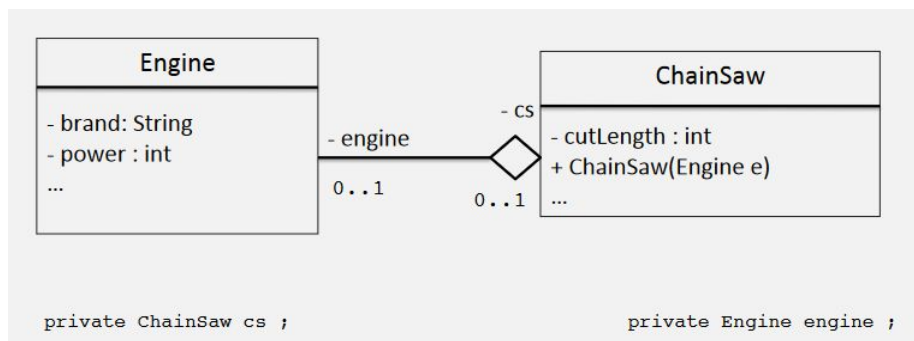 Engine
- brand: String
- power : int
...
- engine
0..1
- cs
0..1
ChainSaw
- cutLength : int
+ ChainSaw(Engine e)
...
private ChainSaw cs ;
private Engine engine ;